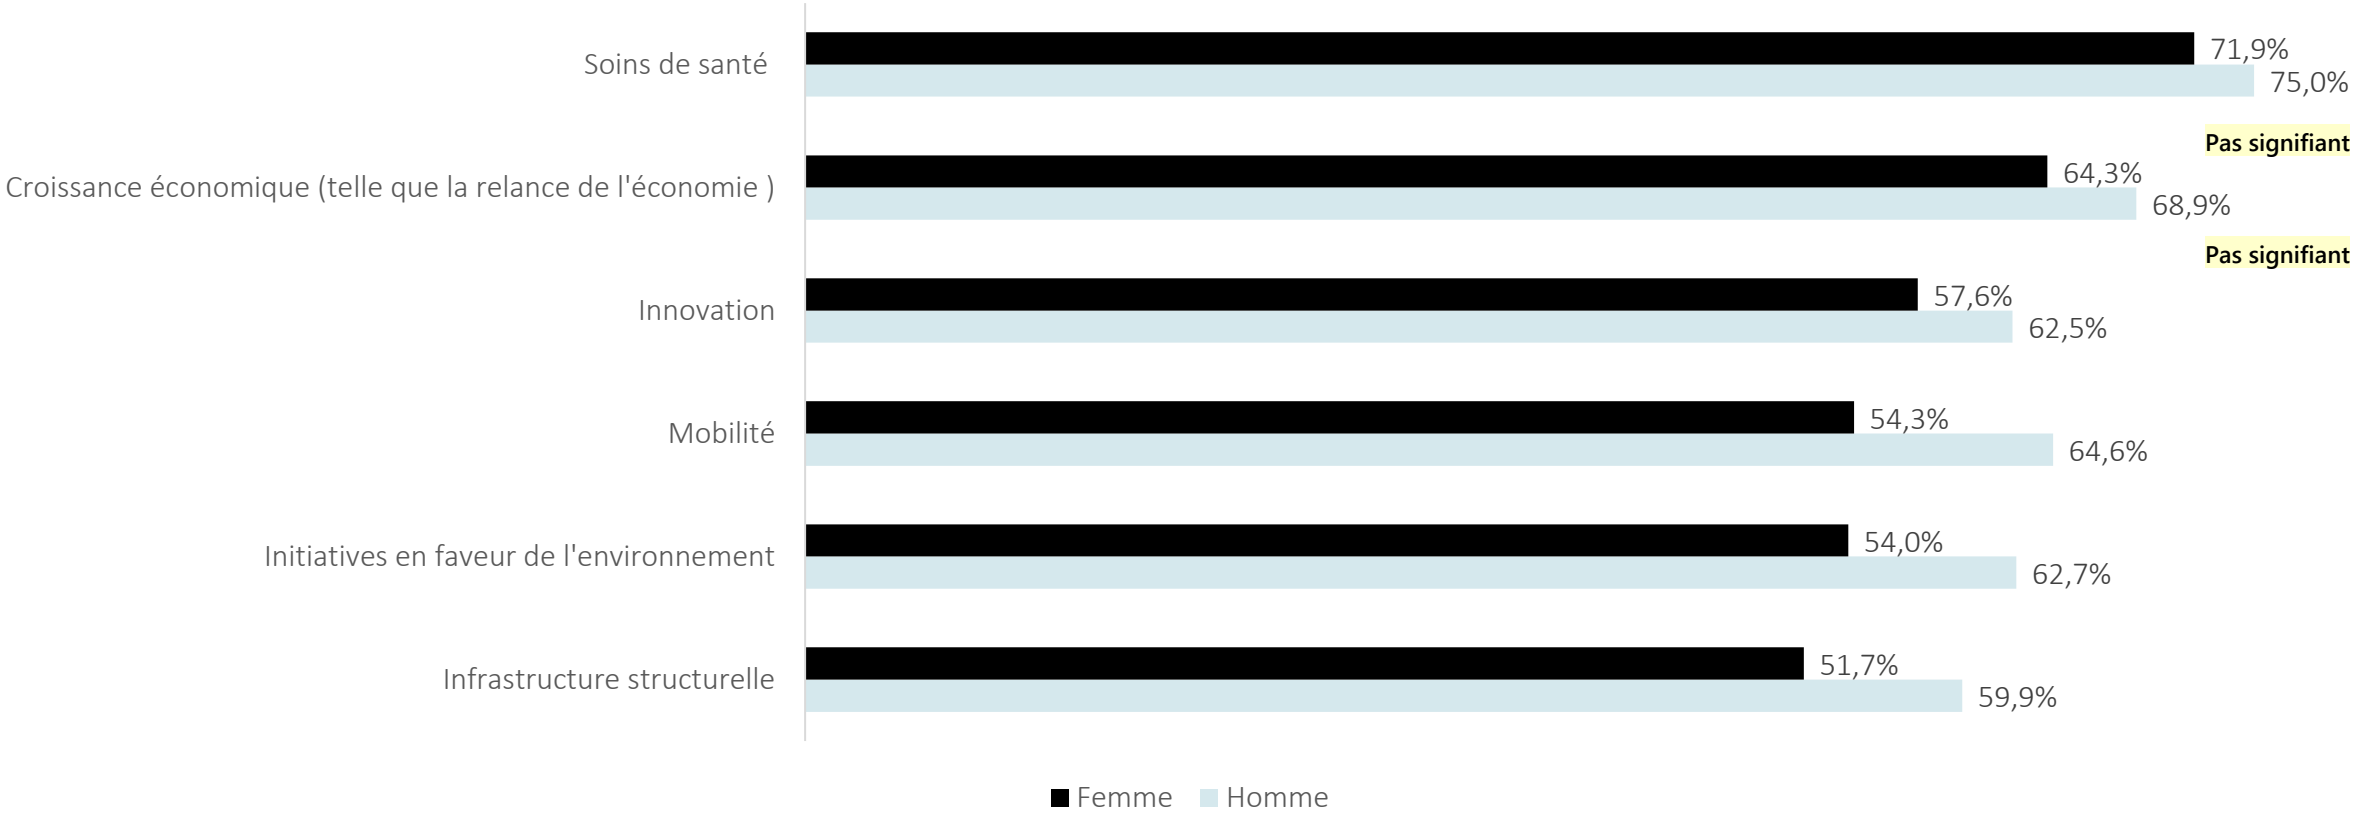 Soins de santé
71,9%
75,0%
Pas signifiant
Croissance économique (telle que la relance de l'économie )
64,3%
68,9%
Pas signifiant
Innovation
57,6%
62,5%
Mobilité
54,3%
64,6%
Initiatives en faveur de l'environnement
54,0%
62,7%
Infrastructure structurelle
51,7%
59,9%
Femme Homme